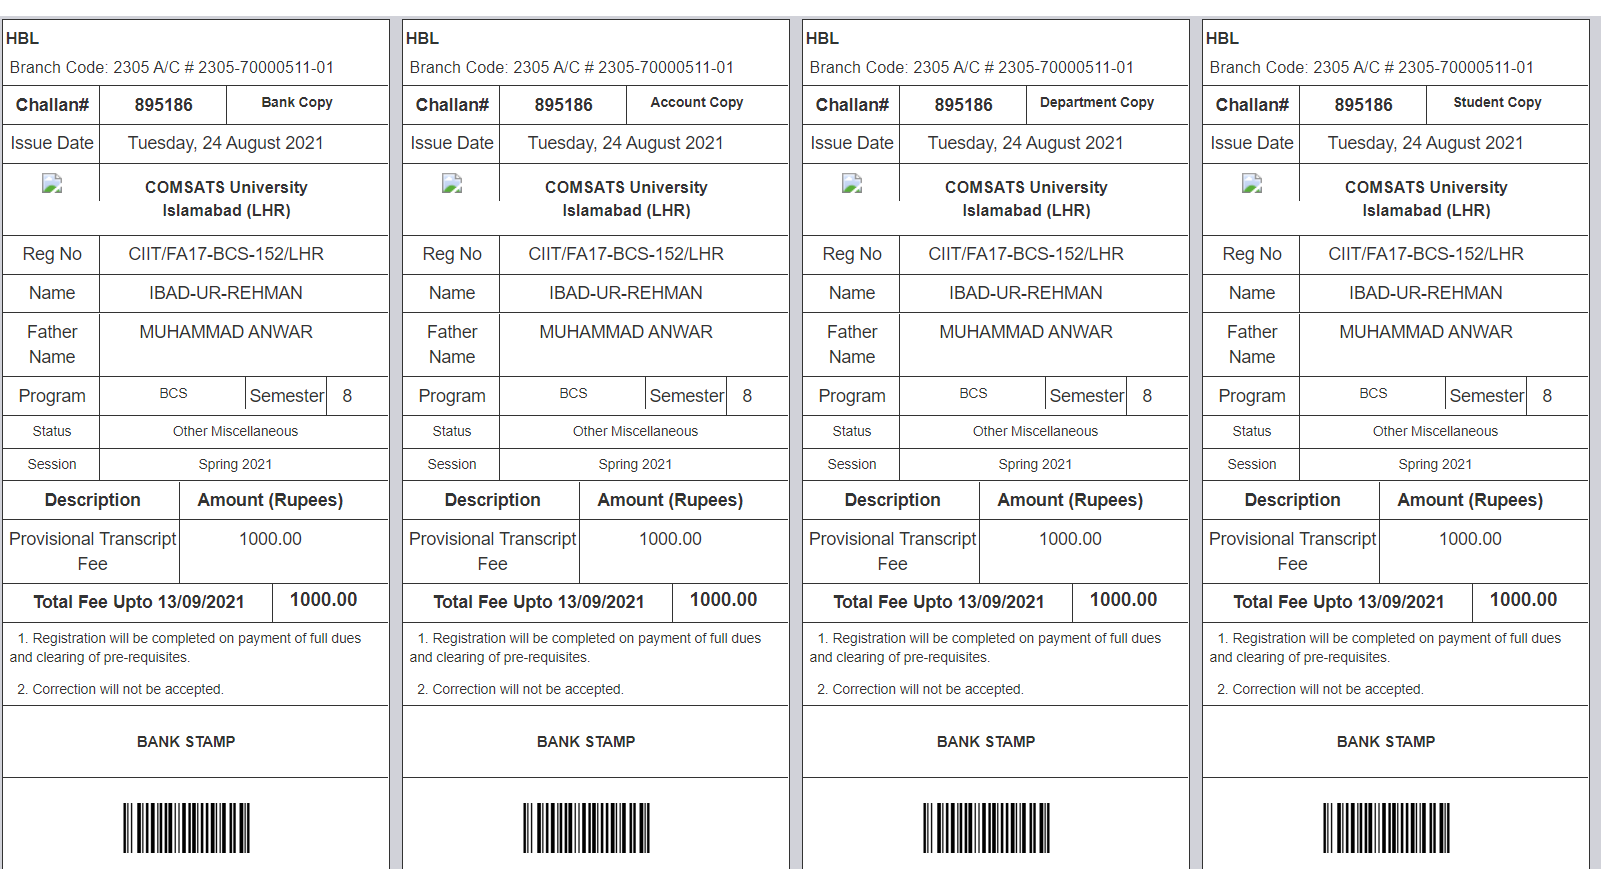 HBL
Branch Code: 2305 A/C # 2305-70000511-01
Challan# 895186 Bank Copy
Issue Date Tuesday, 24 August 2021
COMSATS University
Islamabad (LHR)
Reg No CIIT/FA17-BCS-152/LHR
Name IBAD-UR-REHMAN
Father MUHAMMAD ANWAR
Name
Program BCS Semester 8
Status Other Miscellaneous
Session Spring 2021
Description Amount (Rupees)
Provisional Transcript 1000.00
Fee
Total Fee Upto 13/09/2021 1000.00
1. Registration will be completed on payment of full dues
and clearing of pre-requisites.
2. Correction will not be accepted.
BANK STAMP
HBL
Branch Code: 2305 A/C # 2305-70000511-01
Challan# 895186 Account Copy
Issue Date Tuesday, 24 August 2021
COMSATS University
Islamabad (LHR)
Reg No CIIT/FA17-BCS-152/LHR
Name IBAD-UR-REHMAN
Father MUHAMMAD ANWAR
Name
Program BCS Semester 8
Status Other Miscellaneous
Session Spring 2021
Description Amount (Rupees)
Provisional Transcript 1000.00
Fee
Total Fee Upto 13/09/2021 1000.00
1. Registration will be completed on payment of full dues
and clearing of pre-requisites.
2. Correction will not be accepted.
BANK STAMP
HBL
Branch Code: 2305 A/C # 2305-70000511-01
Challan# 895186 Department Copy
Issue Date Tuesday, 24 August 2021
COMSATS University
Islamabad (LHR)
Reg No CIIT/FA17-BCS-152/LHR
Name IBAD-UR-REHMAN
Father MUHAMMAD ANWAR
Name
Program BCS Semester 8
Status Other Miscellaneous
Session Spring 2021
Description Amount (Rupees)
Provisional Transcript 1000.00
Fee
Total Fee Upto 13/09/2021 1000.00
1. Registration will be completed on payment of full dues
and clearing of pre-requisites.
2. Correction will not be accepted.
BANK STAMP
HBL
Branch Code: 2305 A/C # 2305-70000511-01
Challan# 895186 Student Copy
Issue Date Tuesday, 24 August 2021
COMSATS University
Islamabad (LHR)
Reg No CIIT/FA17-BCS-152/LHR
Name IBAD-UR-REHMAN
Father MUHAMMAD ANWAR
Name
Program BCS Semester 8
Status Other Miscellaneous
Session Spring 2021
Description Amount (Rupees)
Provisional Transcript 1000.00
Fee
Total Fee Upto 13/09/2021 1000.00
1. Registration will be completed on payment of full dues
and clearing of pre-requisites.
2. Correction will not be accepted.
BANK STAMP